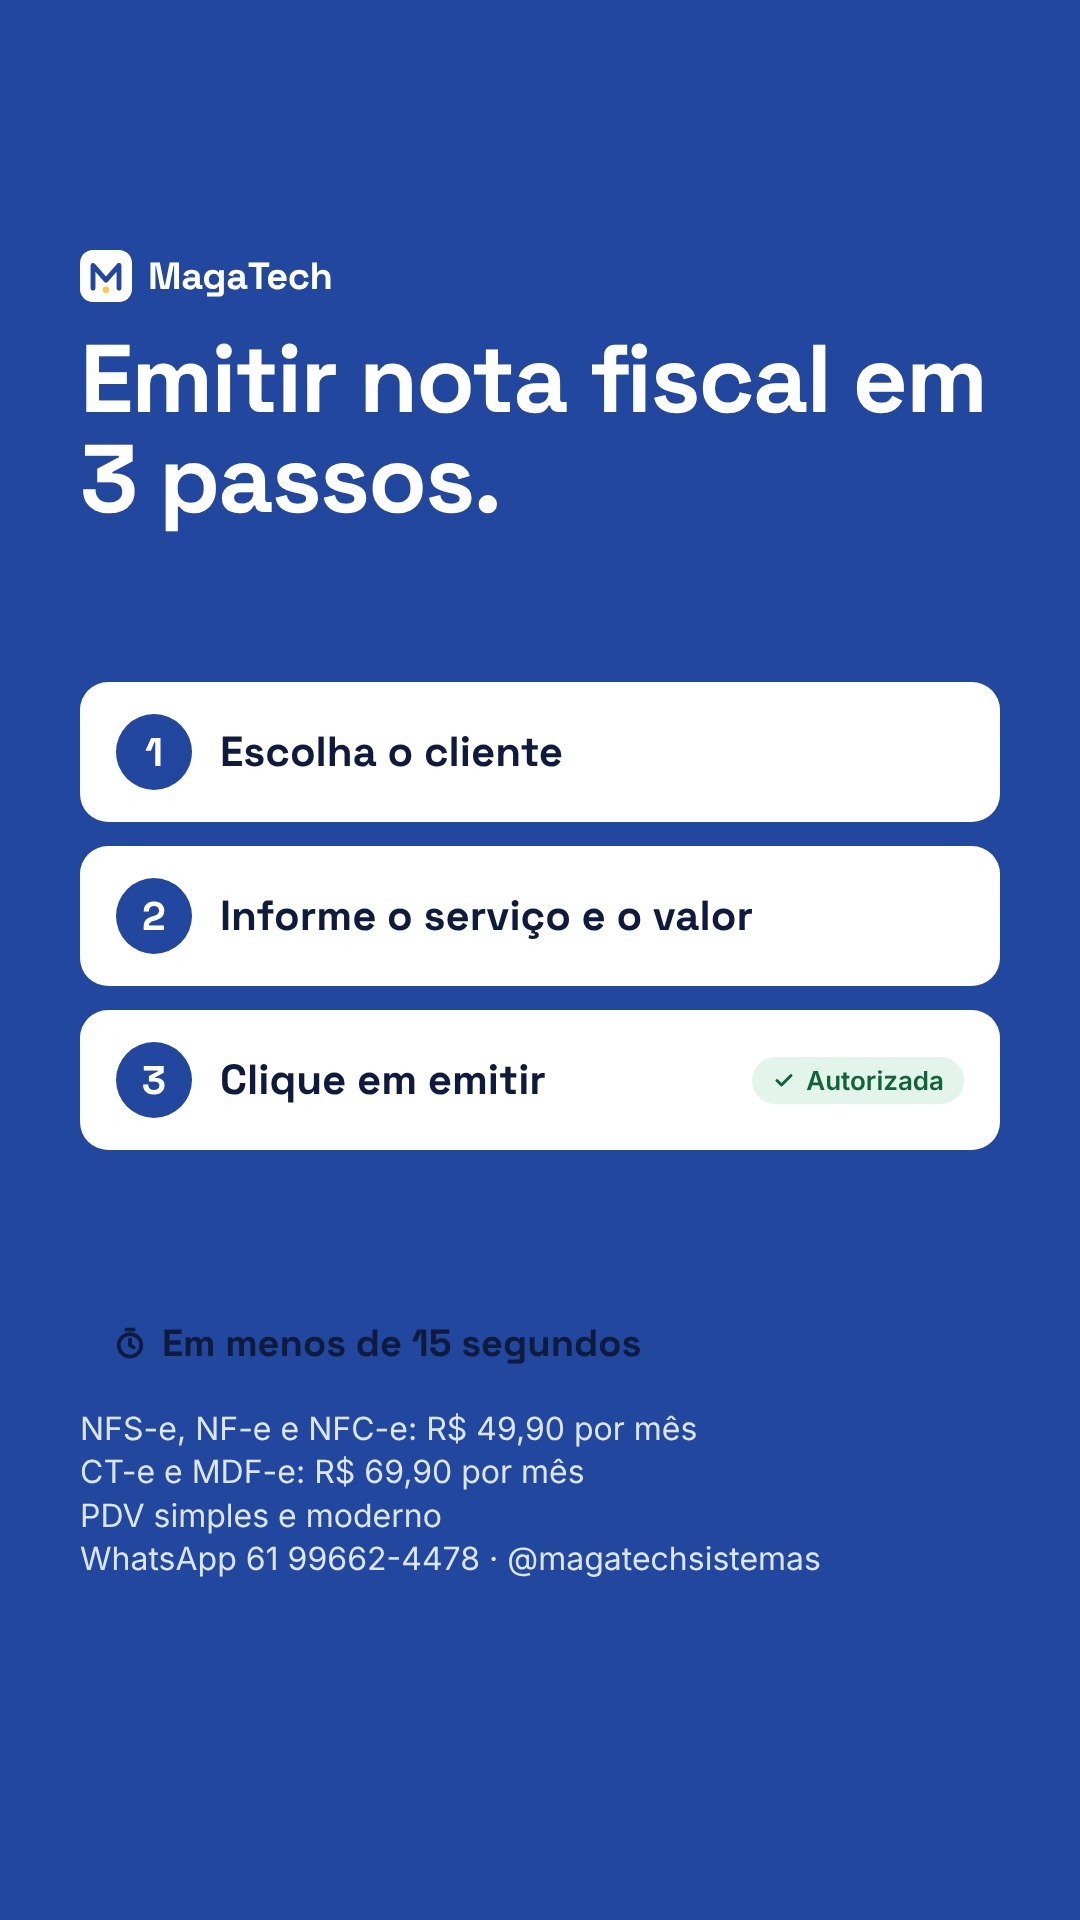 MagaTech
Emitir nota fiscal em
3 passos.
1 Escolha o cliente
2 Informe o serviço e o valor
3 Clique em emitir ✓ Autorizada
Em menos de 15 segundos
NFS-e, NF-e e NFC-e: R$ 49,90 por mês
CT-e e MDF-e: R$ 69,90 por mês
PDV simples e moderno
WhatsApp 61 99662-4478 · @magatechsistemas